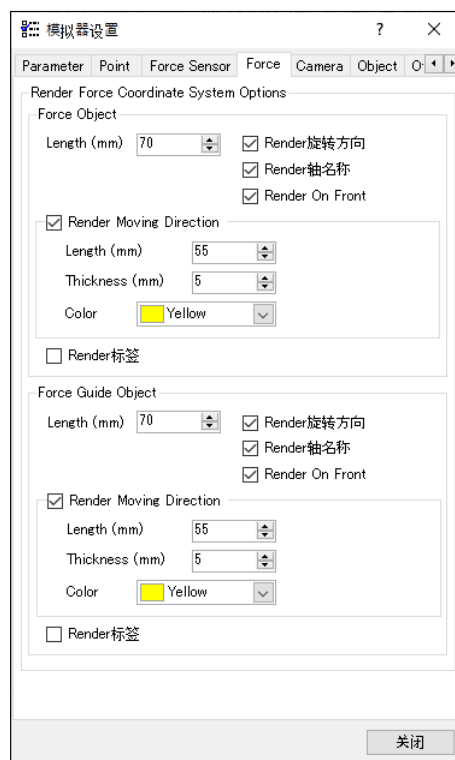 模拟器设置
?
Parameter Point Force Sensor Force Camera Object
Render Force Coordinate System Options
Force Object
Length (mm) 70 Render旋转方向
Render轴名称
Render On Front
Render Moving Direction
Length (mm) 55
Thickness (mm) 5
Color Yellow
Render标签
Force Guide Object
Length (mm) 70 Render旋转方向
Render轴名称
Render On Front
Render Moving Direction
Length (mm) 55
Thickness (mm) 5
Color Yellow
Render标签
关闭